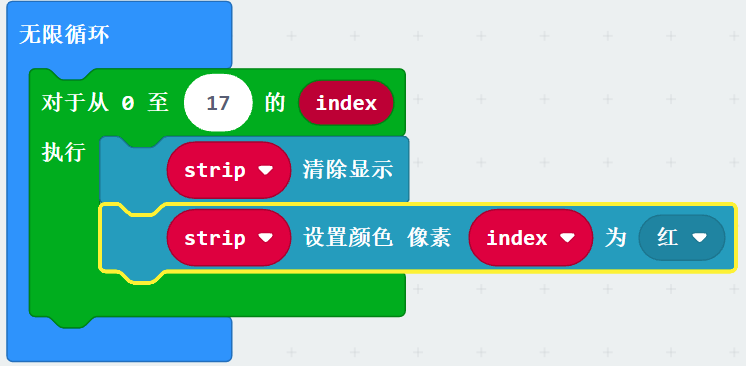 无限循环
对于从 0 至 17 的 index
执行
strip 清除显示
strip 设置颜色 像素 index 为 红